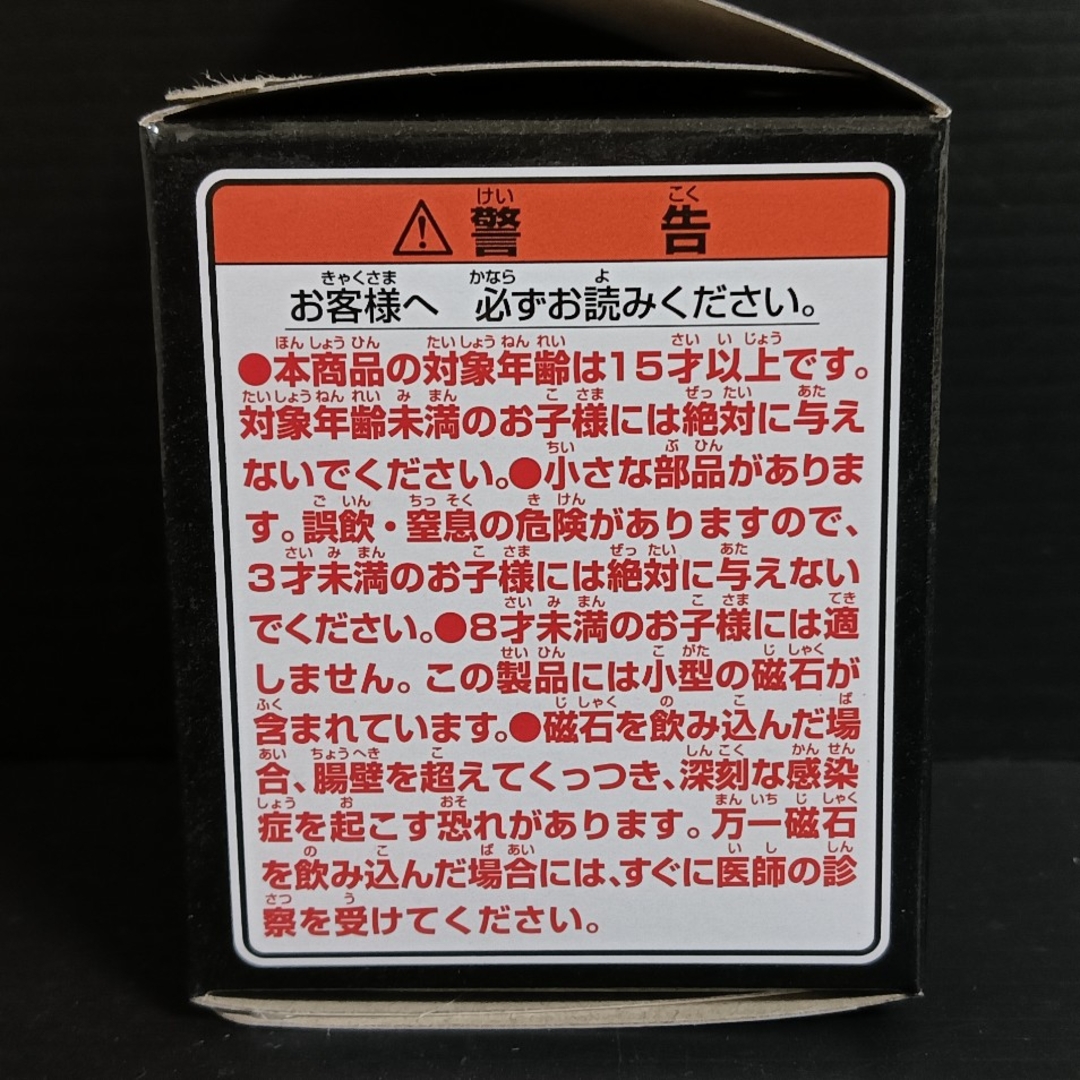 ⚠警告
お客様へ 必ずお読みください。
●本商品の対象年齢は15才以上です。
対象年齢未満のお子様には絶対に与え
ないでください。●小さな部品がありま
す。誤飲・窒息の危険がありますので、
3才未満のお子様には絶対に与えない
でください。●8才未満のお子様には適
しません。この製品には小型の磁石が
含まれています。●磁石を飲み込んだ場
合、腸壁を超えてくっつき、深刻な感染
症を起こす恐れがあります。万一磁石
を飲み込んだ場合には、すぐに医師の診
察を受けてください。